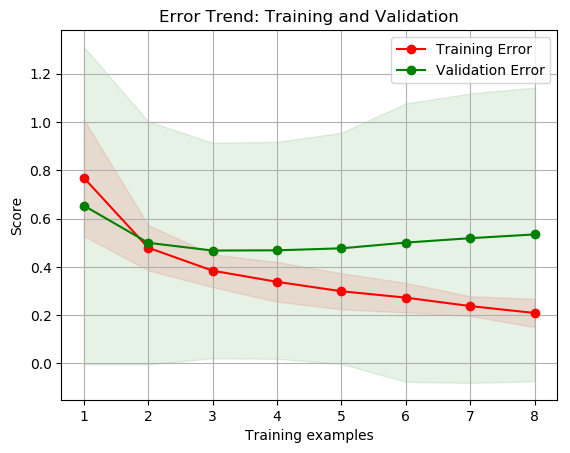 Error Trend: Training and Validation
Training Error
Validation Error
Score
1.2
1.0
0.8
0.6
0.4
0.2
0.0
1 2 3 4 5 6 7 8
Training examples